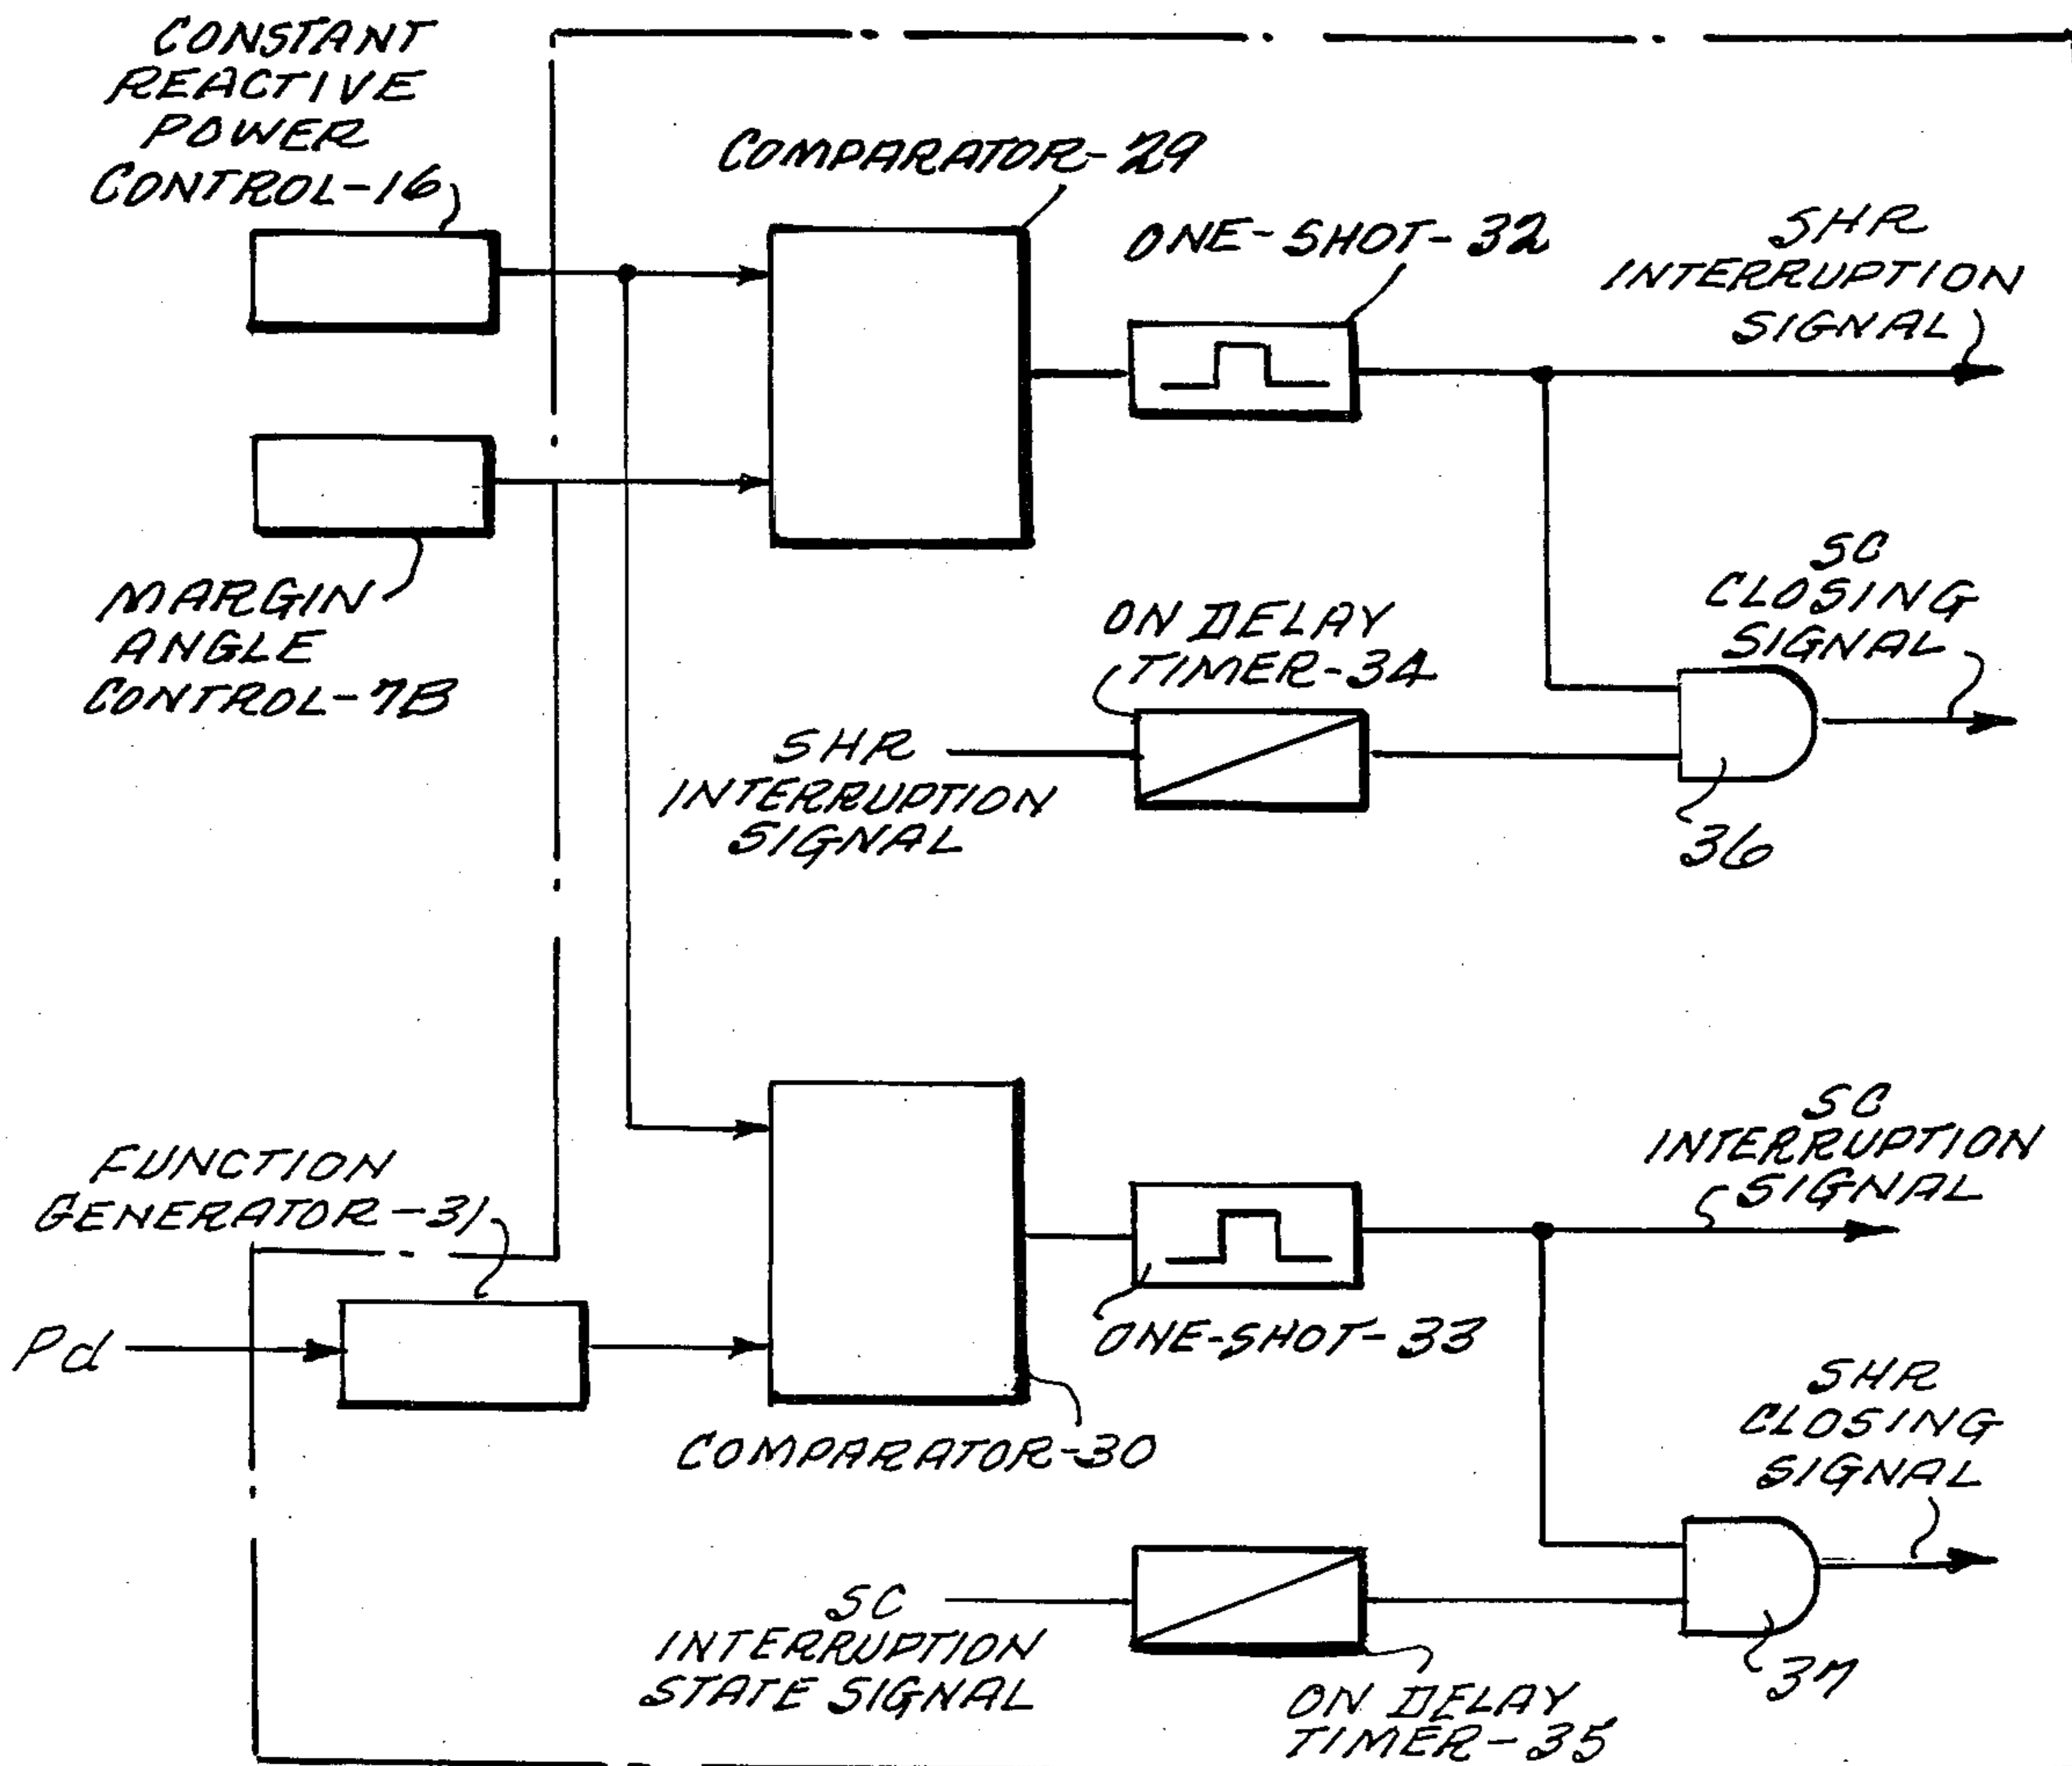 CONSTANT
REACTIVE
POWER
CONTROL-16
COMPARATOR-29
ONE-SHOT-32
SHR
INTERRUPTION
SIGNAL
MARGIN
ANGLE
CONTROL-7B
ON DELAY
TIMER-34
SC
CLOSING
SIGNAL
SHR
INTERRUPTION
SIGNAL
36
FUNCTION
GENERATOR-31
Pd
SC
INTERRUPTION
SIGNAL
ONE-SHOT-33
COMPARATOR-30
SHR
CLOSING
SIGNAL
SC
INTERRUPTION
STATE SIGNAL
ON DELAY
TIMER-35
37